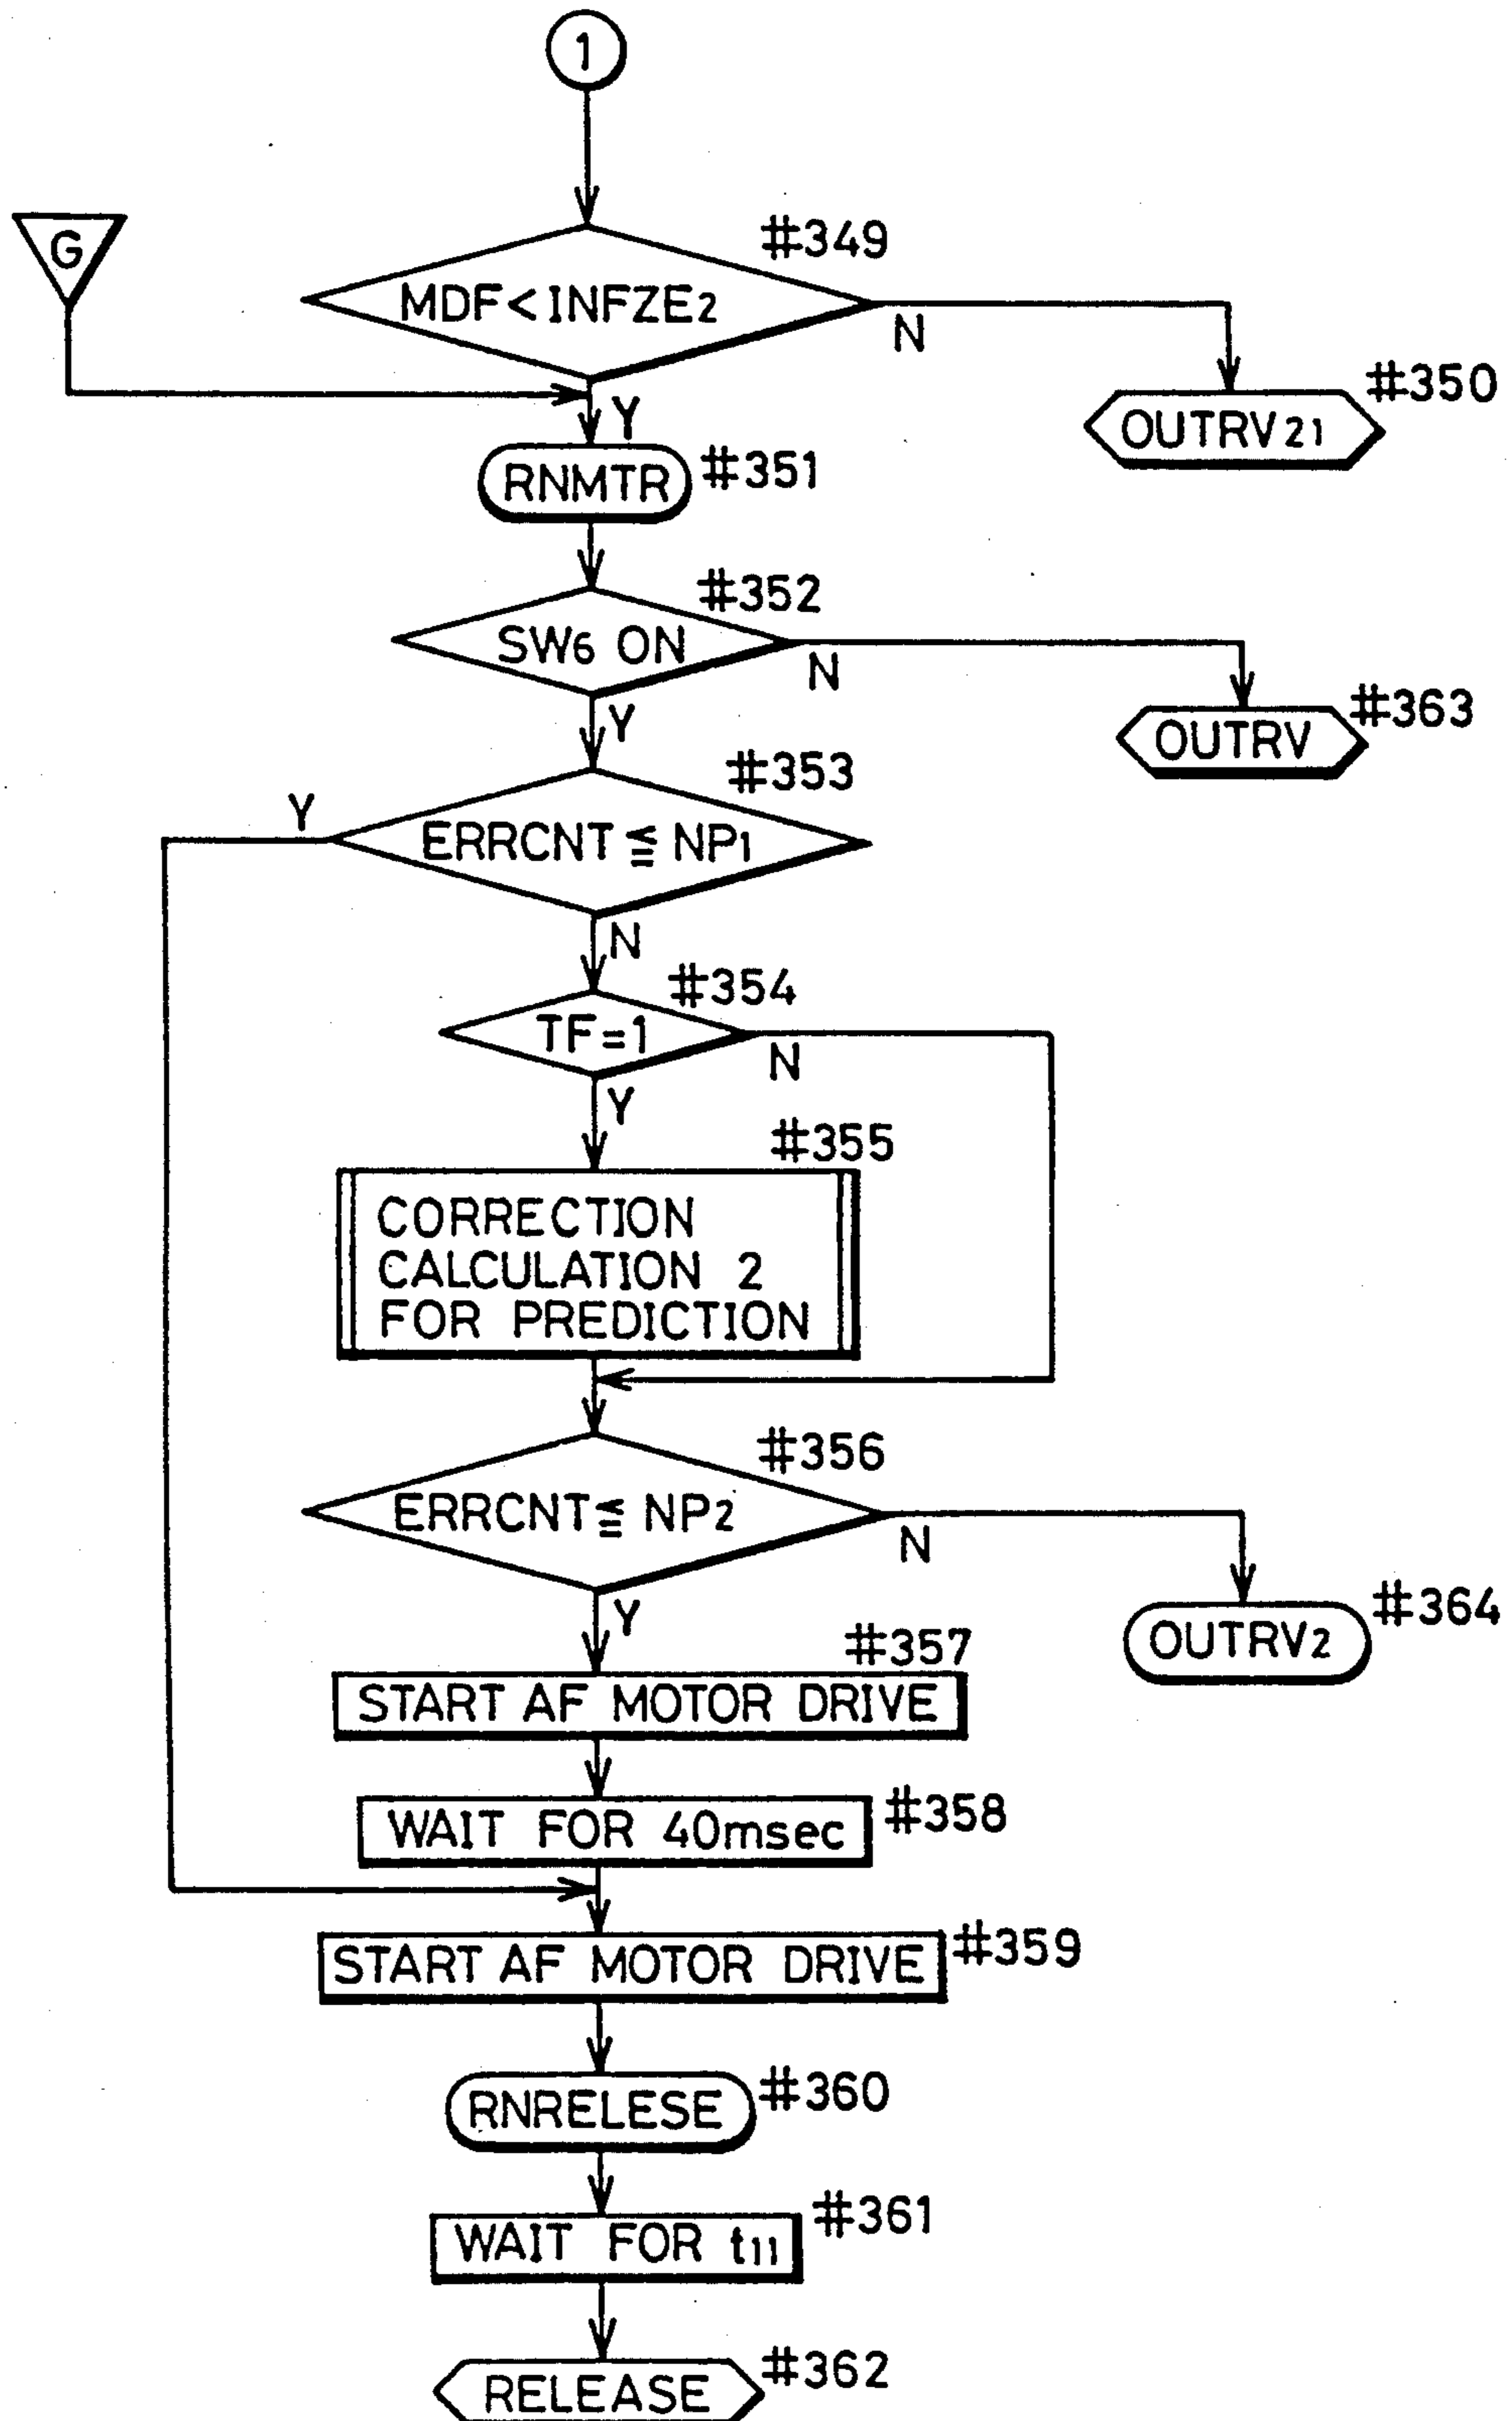 1
#349
G
MDF<INFZE2
N
#350
OUTRV21
Y
RNMTR
#351
#352
SW6 ON
N
#363
OUTRV
Y
#353
Y
ERRCNT≦NP1
N
#354
TF=1
N
Y
#355
CORRECTION
CALCULATION 2
FOR PREDICTION
#356
ERRCNT≦NP2
N
#364
OUTRV2
Y
#357
START AF MOTOR DRIVE
WAIT FOR 40msec
#358
START AF MOTOR DRIVE
#359
RNRELESE
#360
WAIT FOR t11
#361
RELEASE
#362